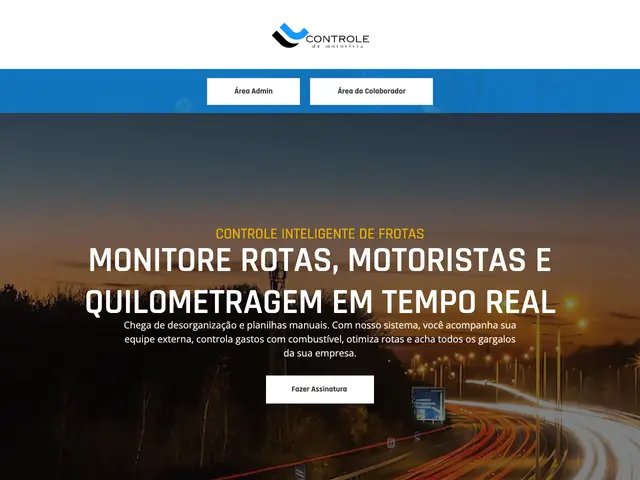 CONTROLE
de motorista
Área Admin
Área do Colaborador
CONTROLE INTELIGENTE DE FROTAS
MONITORE ROTAS, MOTORISTAS E
QUILOMETRAGEM EM TEMPO REAL
Chega de desorganização e planilhas manuais. Com nosso sistema, você acompanha sua
equipe externa, controla gastos com combustível, otimiza rotas e acha todos os gargalos
da sua empresa.
Fazer Assinatura